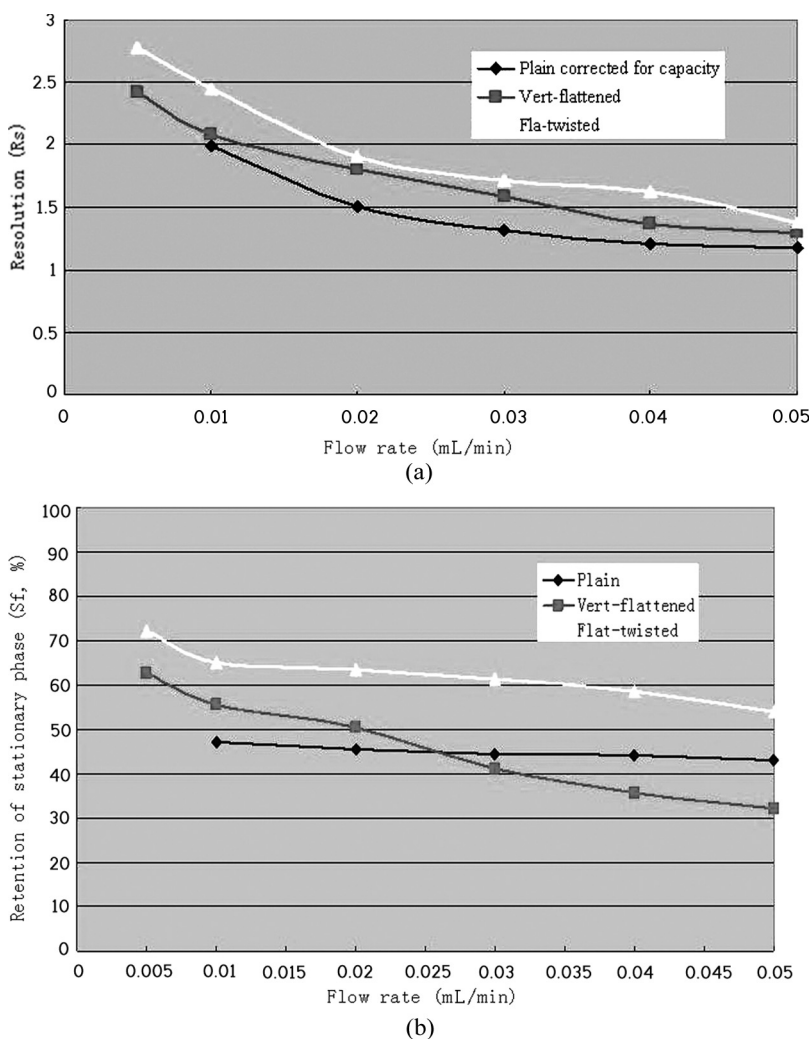 3
2.5
2
1.5
1
0.5
0
Resolution (Rs)
Plain corrected for capacity
Vert-flattened
Fla-twisted
0 0.01 0.02 0.03 0.04 0.05
Flow rate (mL/min)
(a)
100
90
80
70
60
50
40
30
20
10
0
Retention of stationary phase (Sf, %)
Plain
Vert-flattened
Flat-twisted
0 0.005 0.01 0.015 0.02 0.025 0.03 0.035 0.04 0.045 0.05
Flow rate (mL/min)
(b)